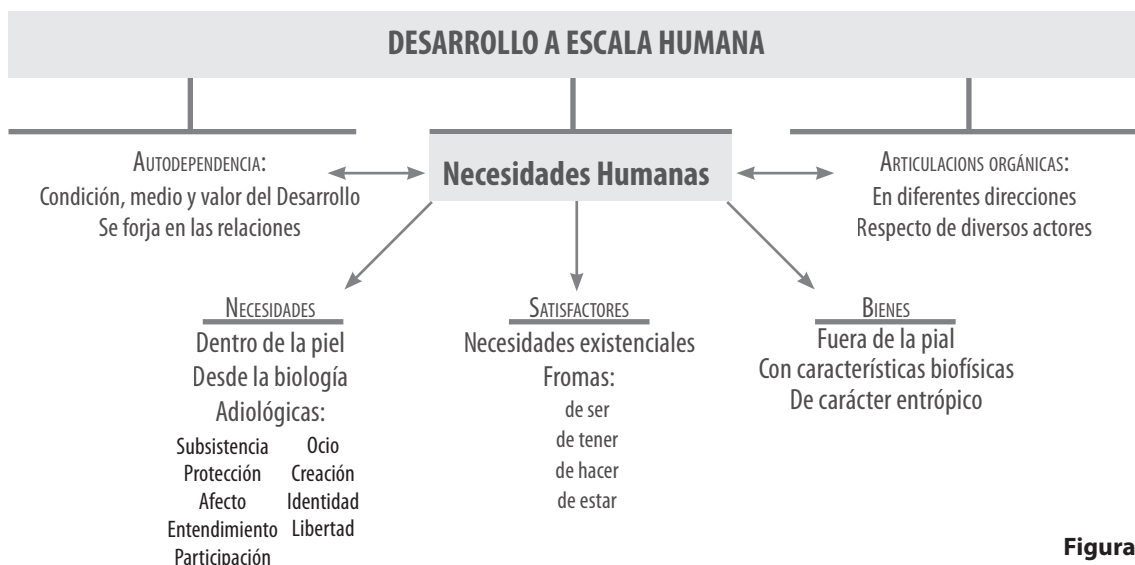 DESARROLLO A ESCALA HUMANA
AUTODEPENDENCIA:
Condición, medio y valor del Desarrollo
Se forja en las relaciones
Necesidades Humanas
ARTICULACIONS ORGÁNICAS:
En diferentes direcciones
Respecto de diversos actores
NECESIDADES
Dentro de la piel
Desde la biología
Adiológicas:
Subsistencia Ocio
Protección Creación
Afecto Identidad
Entendimiento Libertad
Participación
SATISFACTORES
Necesidades existenciales
Fromas:
de ser
de tener
de hacer
de estar
BIENES
Fuera de la pial
Con características biofísicas
De carácter entrópico
Figura